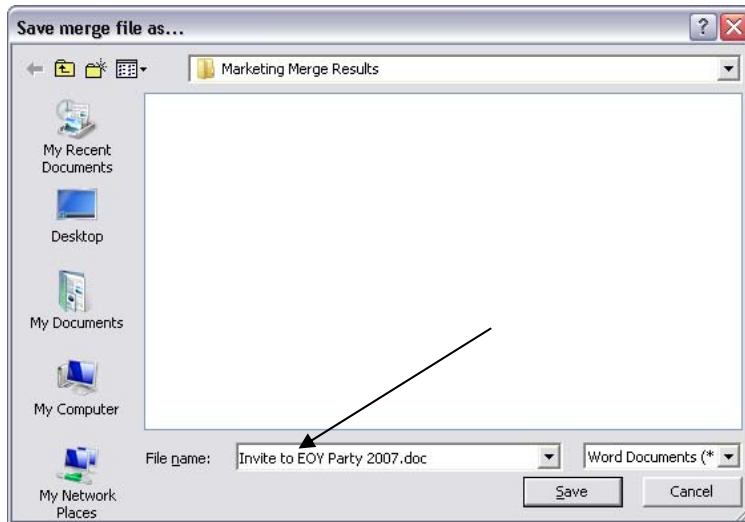 Save merge file as...
Marketing Merge Results
My Recent
Documents
Desktop
My Documents
My Computer
My Network
Places
File name:
Invite to EOY Party 2007.doc
Word Documents (*
Save
Cancel